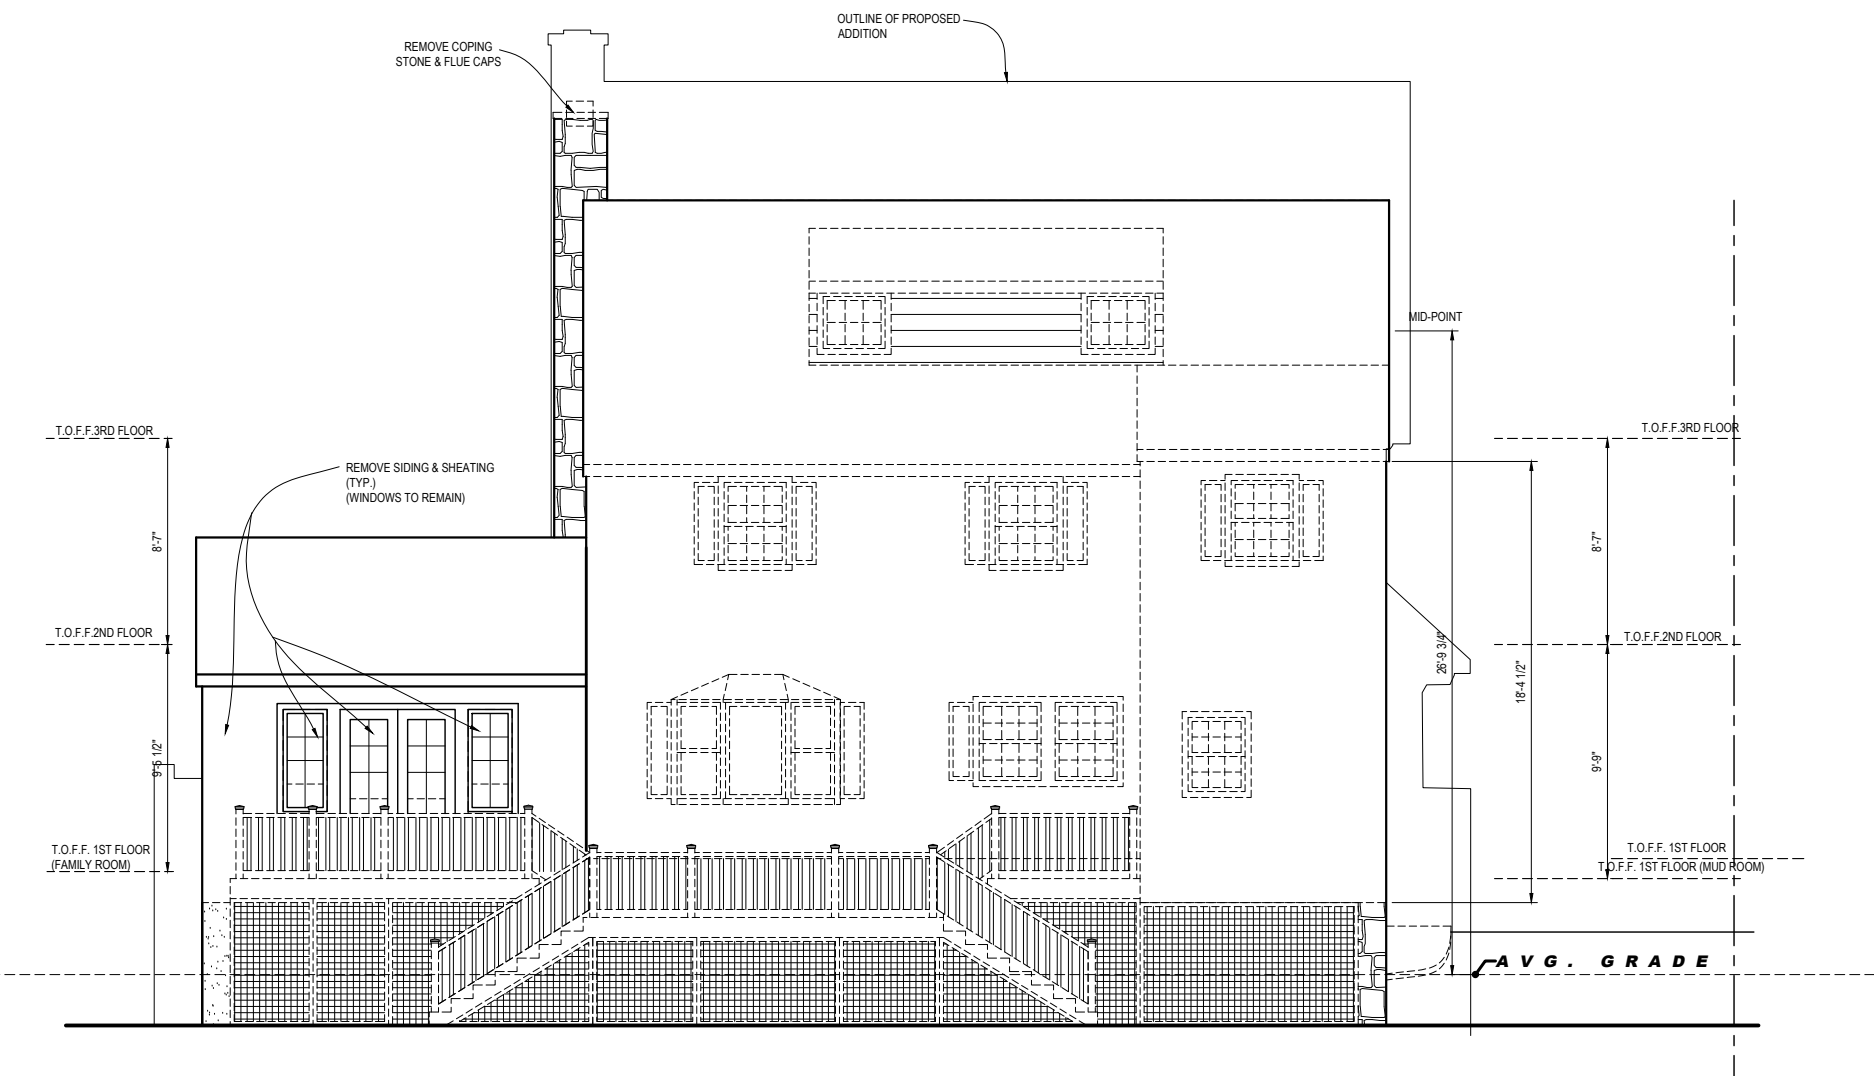 OUTLINE OF PROPOSED
ADDITION
REMOVE COPING
STONE & FLUE CAPS
MID-POINT
T.O.F.F.3RD FLOOR
T.O.F.F.3RD FLOOR
REMOVE SIDING & SHEATING
(TYP.)
(WINDOWS TO REMAIN)
8'-7"
8'-7"
T.O.F.F.2ND FLOOR
T.O.F.F.2ND FLOOR
26'-9 3/4"
18'-4 1/2"
9'-5 1/2"
9'-9"
T.O.F.F. 1ST FLOOR
(FAMILY ROOM)
T.O.F.F. 1ST FLOOR
T.O.F.F. 1ST FLOOR (MUD ROOM)
AVG. GRADE